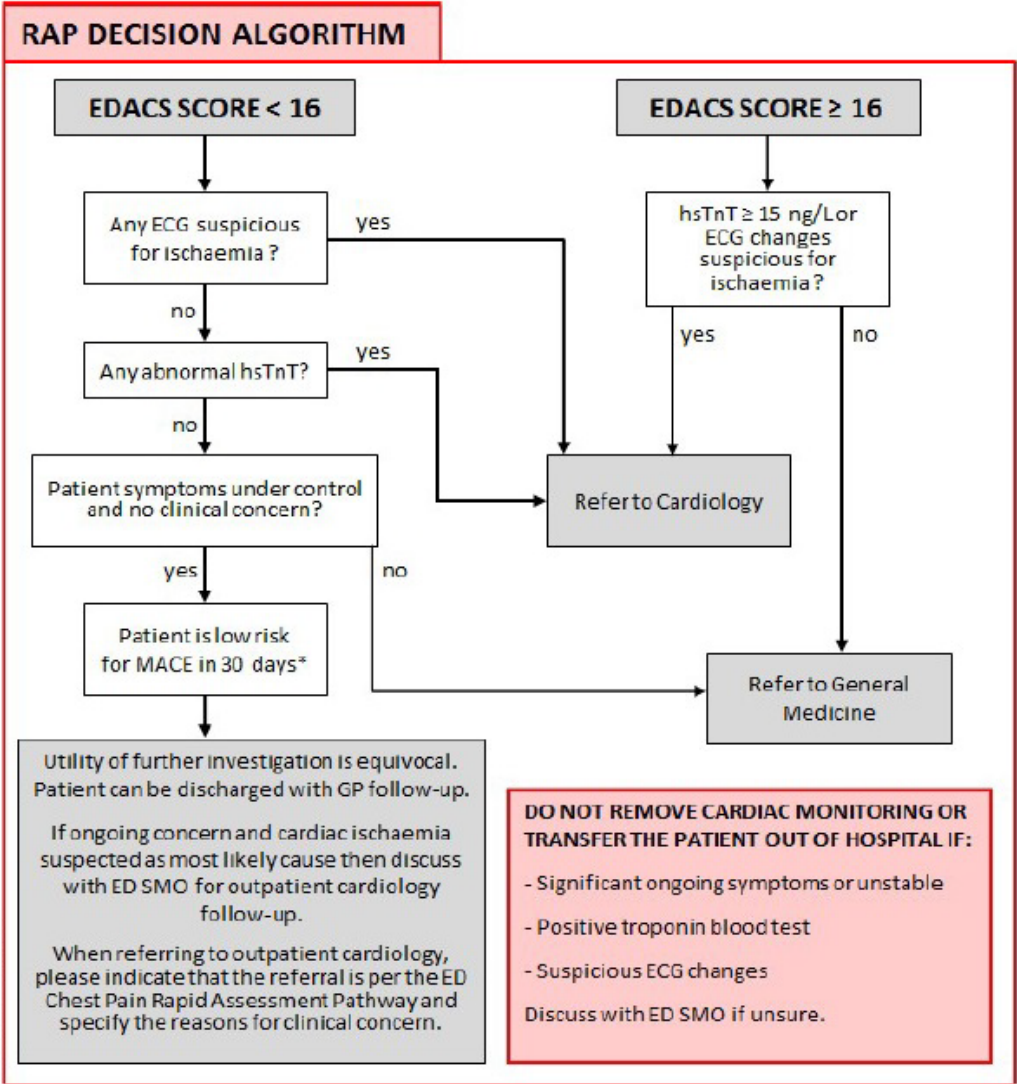 RAP DECISION ALGORITHM
EDACS SCORE < 16
Any ECG suspicious
for ischaemia?
yes
no
Any abnormal hsTnT?
yes
no
Patient symptoms under control
and no clinical concern?
yes
no
Patient is low risk
for MACE in 30 days*
Utility of further investigation is equivocal.
Patient can be discharged with GP follow-up.
If ongoing concern and cardiac ischaemia
suspected as most likely cause then discuss
with ED SMO for outpatient cardiology
follow-up.
When referring to outpatient cardiology,
please indicate that the referral is per the ED
Chest Pain Rapid Assessment Pathway and
specify the reasons for clinical concern.
EDACS SCORE ≥ 16
hsTnT ≥ 15 ng/L or
ECG changes
suspicious for
ischaemia?
yes
no
Refer to Cardiology
Refer to General
Medicine
DO NOT REMOVE CARDIAC MONITORING OR
TRANSFER THE PATIENT OUT OF HOSPITAL IF:
- Significant ongoing symptoms or unstable
- Positive troponin blood test
- Suspicious ECG changes
Discuss with ED SMO if unsure.